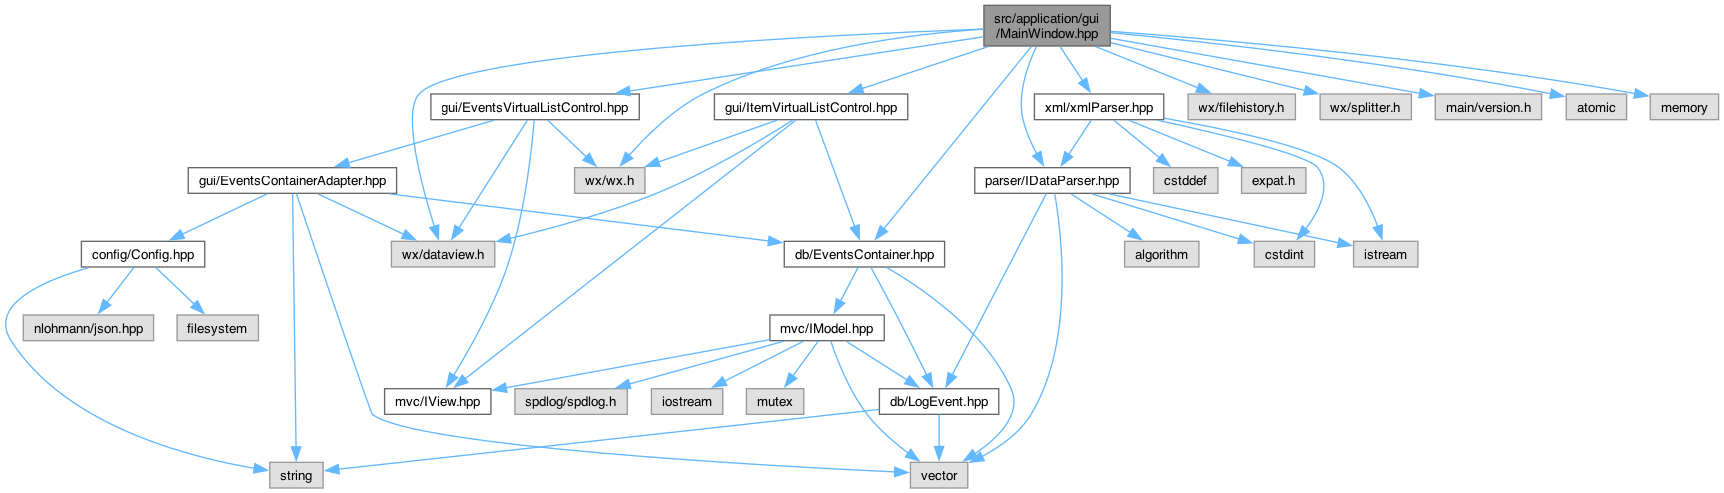 src/application/gui
/MainWindow.hpp
gui/EventsVirtualListControl.hpp
gui/ItemVirtualListControl.hpp
xml/xmlParser.hpp
wx/filehistory.h
wx/splitter.h
main/version.h
atomic
memory
gui/EventsContainerAdapter.hpp
wx/wx.h
parser/IDataParser.hpp
cstddef
expat.h
config/Config.hpp
wx/dataview.h
db/EventsContainer.hpp
algorithm
cstdint
istream
nlohmann/json.hpp
filesystem
mvc/IModel.hpp
mvc/IView.hpp
spdlog/spdlog.h
iostream
mutex
db/LogEvent.hpp
string
vector